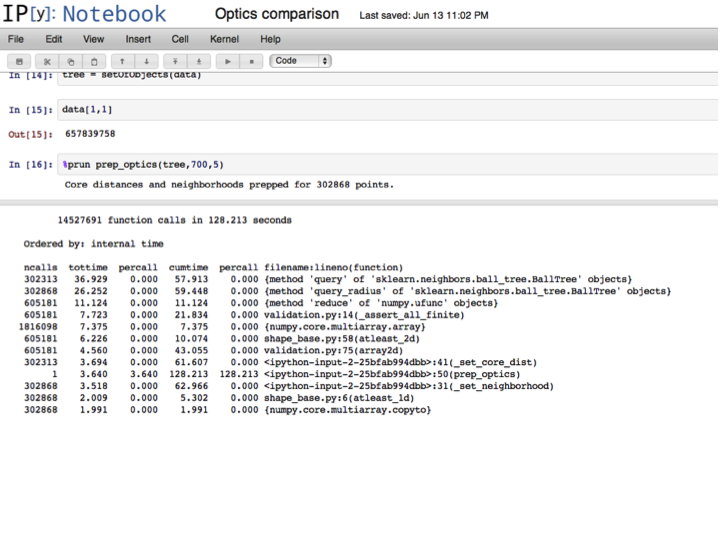 IP[y]: Notebook Optics comparison Last saved: Jun 13 11:02 PM
File Edit View Insert Cell Kernel Help
Code
In [14]: tree = setOfObjects(data)
In [15]: data[1,1]
Out[15]: 657839758
In [16]: %prun prep_optics(tree,700,5)
Core distances and neighborhoods prepped for 302868 points.
14527691 function calls in 128.213 seconds
Ordered by: internal time
ncalls tottime percall cumtime percall filename:lineno(function)
302313 36.929 0.000 57.913 0.000 {method 'query' of 'sklearn.neighbors.ball_tree.BallTree' objects}
302868 26.252 0.000 59.448 0.000 {method 'query_radius' of 'sklearn.neighbors.ball_tree.BallTree' objects}
605181 11.124 0.000 11.124 0.000 {method 'reduce' of 'numpy.ufunc' objects}
605181 7.723 0.000 21.834 0.000 validation.py:14(_assert_all_finite)
1816098 7.375 0.000 7.375 0.000 {numpy.core.multiarray.array}
605181 6.226 0.000 10.074 0.000 shape_base.py:58(atleast_2d)
605181 4.560 0.000 43.055 0.000 validation.py:75(array2d)
302313 3.694 0.000 61.607 0.000 <ipython-input-2-25bfab994dbb>:41(_set_core_dist)
1 3.640 3.640 128.213 128.213 <ipython-input-2-25bfab994dbb>:50(prep_optics)
302868 3.518 0.000 62.966 0.000 <ipython-input-2-25bfab994dbb>:31(_set_neighborhood)
302868 2.009 0.000 5.302 0.000 shape_base.py:6(atleast_1d)
302868 1.991 0.000 1.991 0.000 {numpy.core.multiarray.copyto}